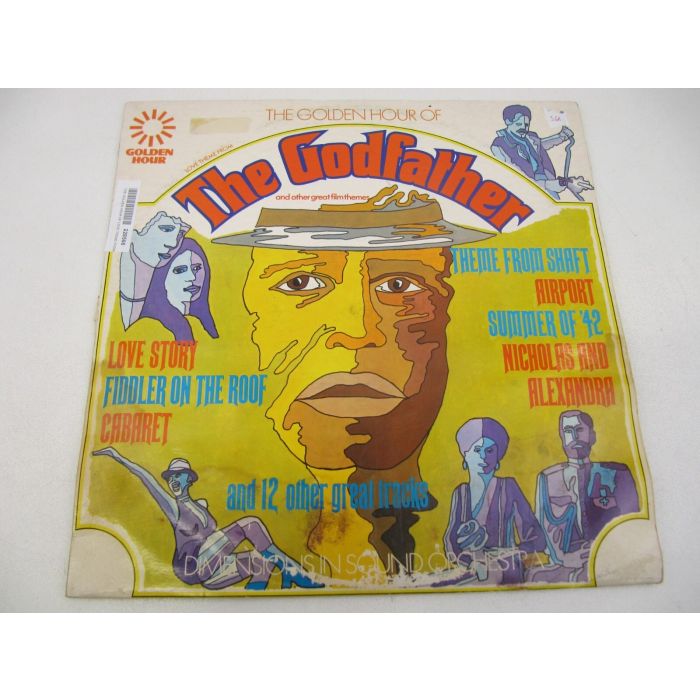 THE GOLDEN HOUR OF
GOLDEN
HOUR
LOVE THEME FROM
The Godfather
and other great film themes
THEME FROM SHAFT
AIRPORT
SUMMER OF '42
NICHOLAS AND
ALEXANDRA
LOVE STORY
FIDDLER ON THE ROOF
CABARET
and 12 other great tracks
DIMENSIONS IN SOUND ORCHESTRA